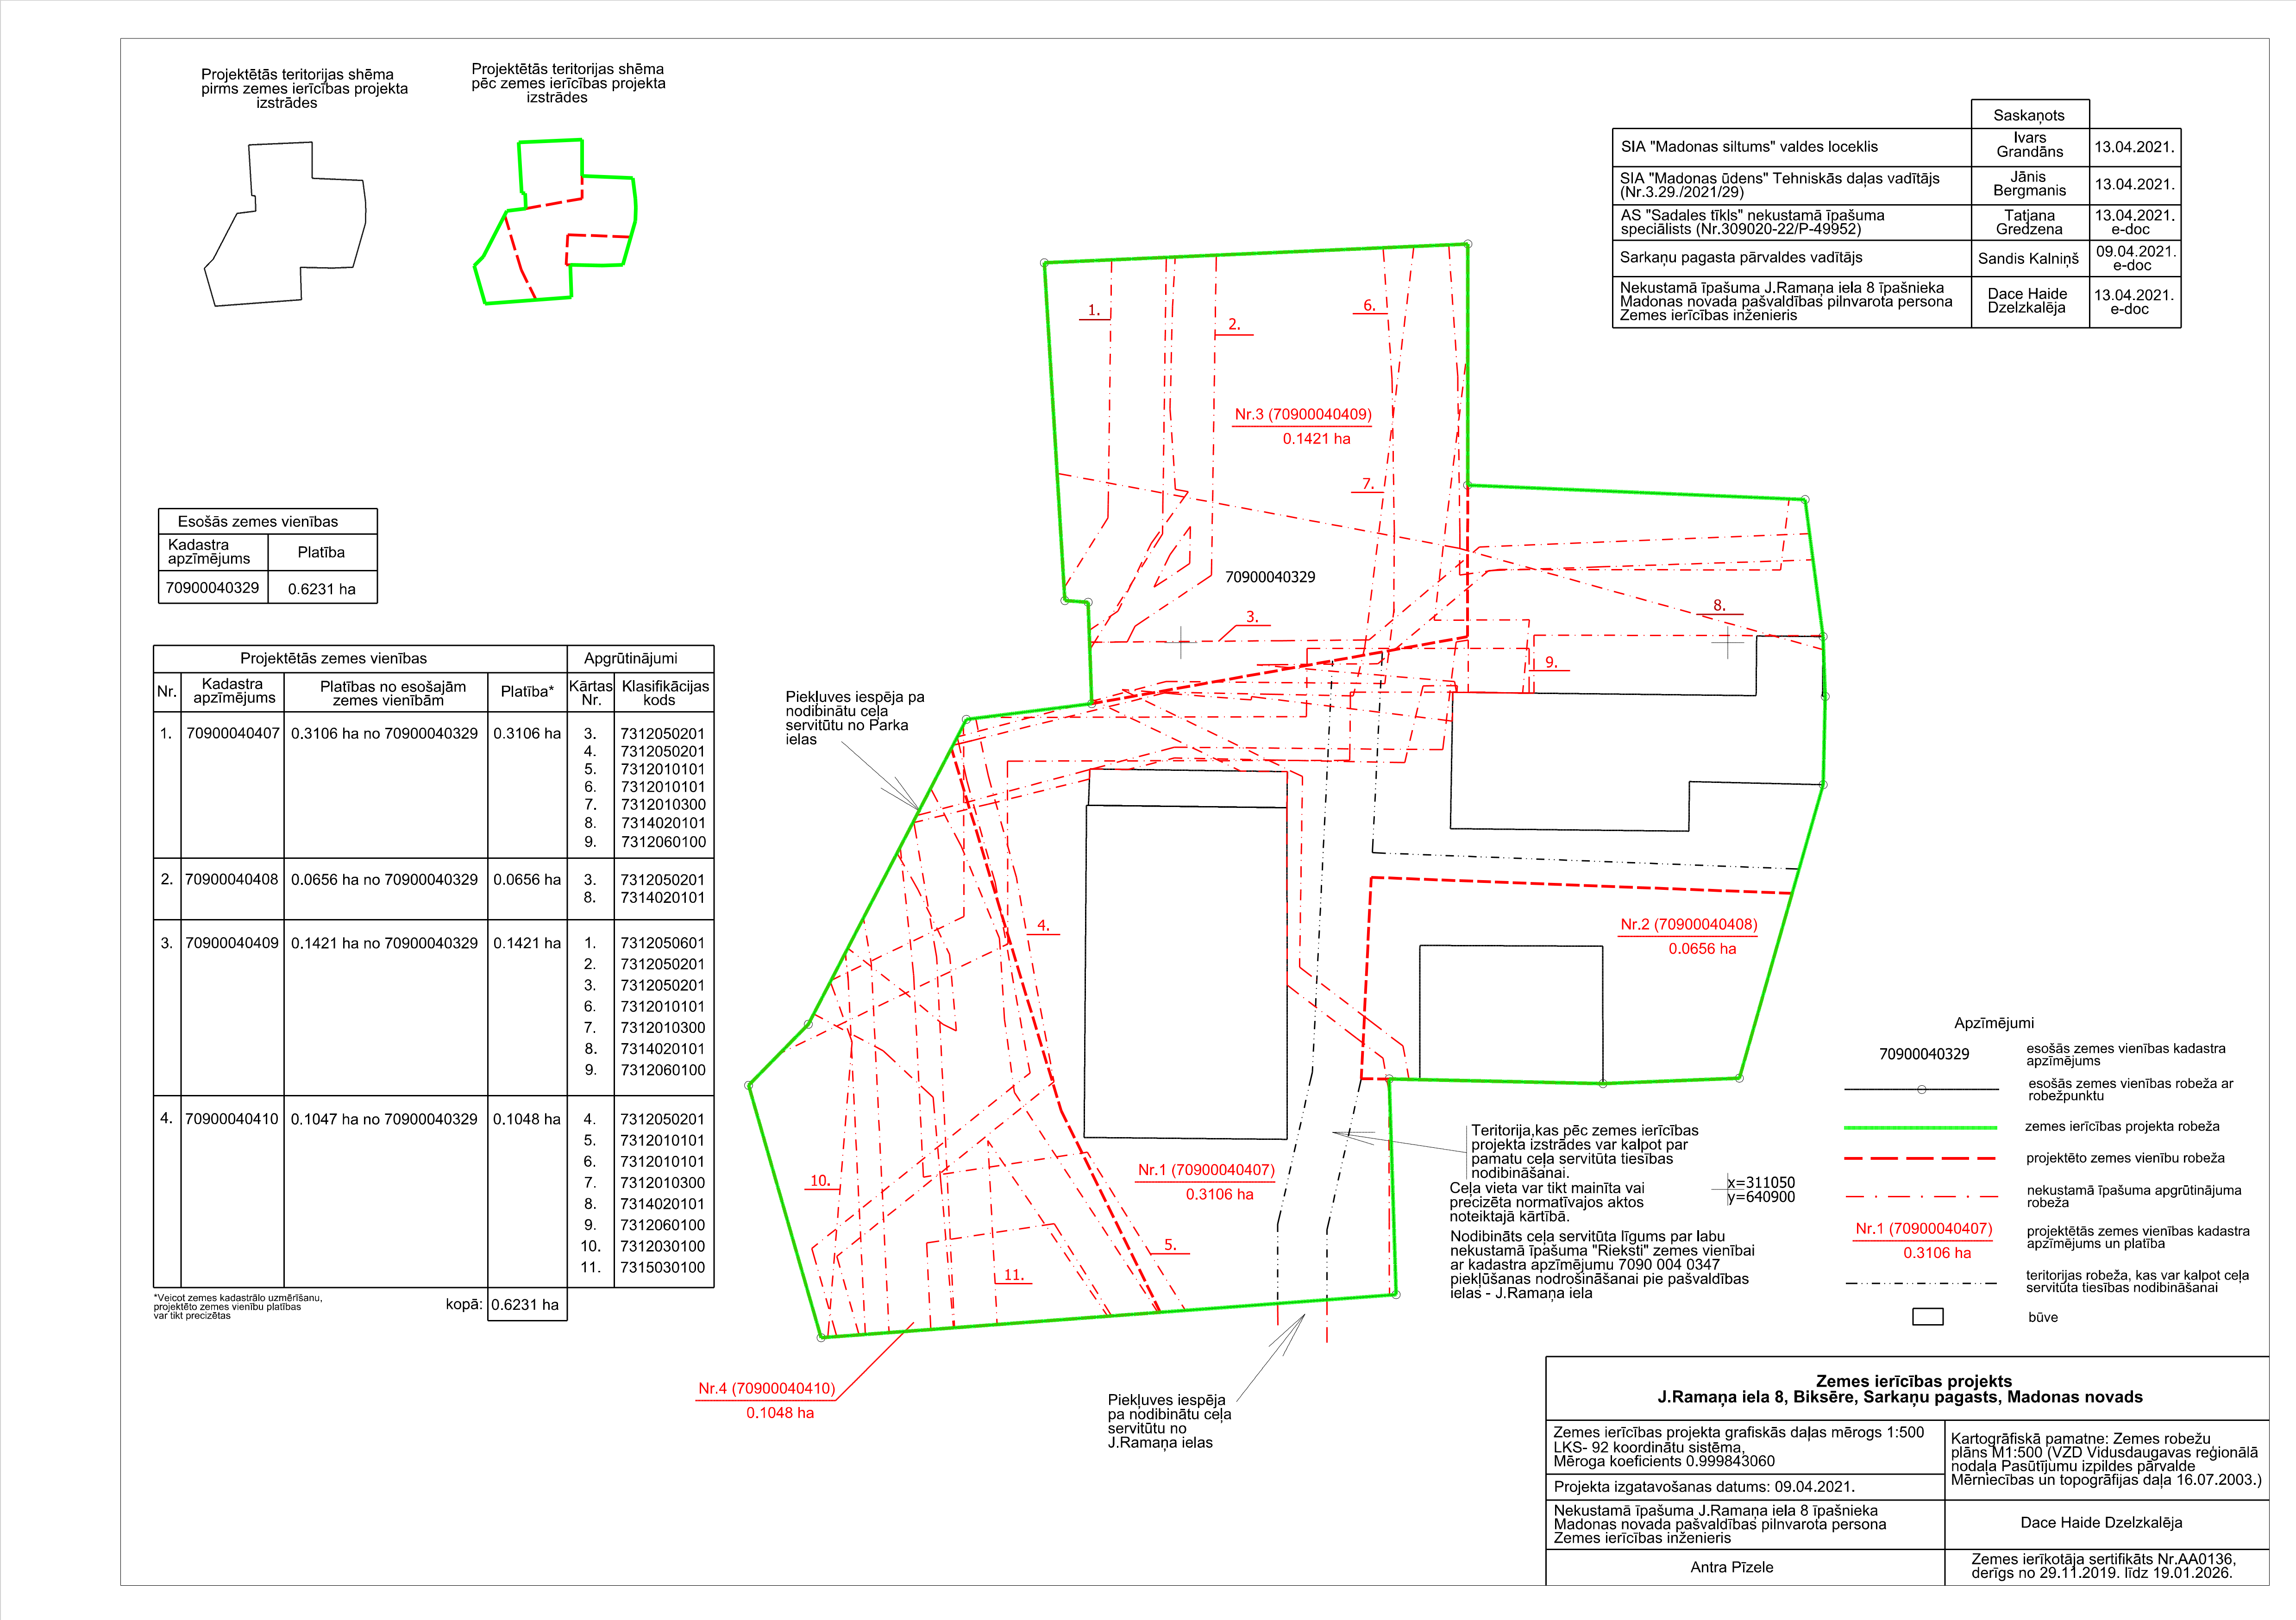 Projektētās teritorijas shēma
pirms zemes ierīcības projekta
izstrādes
Projektētās teritorijas shēma
pēc zemes ierīcības projekta
izstrādes
Saskaņots
SIA "Madonas siltums" valdes loceklis
Ivars
Grandāns
13.04.2021.
SIA "Madonas ūdens" Tehniskās daļas vadītājs
(Nr.3.29./2021/29)
Jānis
Bergmanis
13.04.2021.
AS "Sadales tīkls" nekustamā īpašuma
speciālists (Nr.309020-22/P-49952)
Tatjana
Gredzena
13.04.2021.
e-doc
Sarkaņu pagasta pārvaldes vadītājs
Sandis Kalniņš
09.04.2021.
e-doc
Nekustamā īpašuma J.Ramaņa iela 8 īpašnieka
Madonas novada pašvaldības pilnvarota persona
Zemes ierīcības inženieris
Dace Haide
Dzelzkalēja
13.04.2021.
e-doc
Esošās zemes vienības
Kadastra
apzīmējums
Platība
70900040329 0.6231 ha
Projektētās zemes vienības Apgrūtinājumi
Nr.
Kadastra
apzīmējums
Platības no esošajām
zemes vienībām
Platība*
Kārtas
Nr.
Klasifikācijas
kods
1. 70900040407 0.3106 ha no 70900040329 0.3106 ha 3. 7312050201
4. 7312050201
5. 7312010101
6. 7312010101
7. 7312010300
8. 7314020101
9. 7312060100
2. 70900040408 0.0656 ha no 70900040329 0.0656 ha 3. 7312050201
8. 7314020101
3. 70900040409 0.1421 ha no 70900040329 0.1421 ha 1. 7312050601
2. 7312050201
3. 7312050201
6. 7312010101
7. 7312010300
8. 7314020101
9. 7312060100
4. 70900040410 0.1047 ha no 70900040329 0.1048 ha 4. 7312050201
5. 7312010101
6. 7312010101
7. 7312010300
8. 7314020101
9. 7312060100
10. 7312030100
11. 7315030100
kopā: 0.6231 ha
*Veicot zemes kadastrālo uzmērīšanu,
projektēto zemes vienību platības
var tikt precizētas
1.
2.
6.
Nr.3 (70900040409)
0.1421 ha
7.
70900040329
3.
8.
9.
Piekļuves iespēja pa
nodibinātu ceļa
servitūtu no Parka
ielas
4.
Nr.2 (70900040408)
0.0656 ha
10.
Nr.1 (70900040407)
0.3106 ha
5.
11.
Nr.4 (70900040410)
0.1048 ha
Piekļuves iespēja
pa nodibinātu ceļa
servitūtu no
J.Ramaņa ielas
Teritorija,kas pēc zemes ierīcības
projekta izstrādes var kalpot par
pamatu ceļa servitūta tiesības
nodibināšanai.
Ceļa vieta var tikt mainīta vai
precizēta normatīvajos aktos
noteiktajā kārtībā.
Nodibināts ceļa servitūta līgums par labu
nekustamā īpašuma "Rieksti" zemes vienībai
ar kadastra apzīmējumu 7090 004 0347
piekļūšanas nodrošināšanai pie pašvaldības
ielas - J.Ramaņa iela
x=311050
y=640900
Apzīmējumi
70900040329
esošās zemes vienības kadastra
apzīmējums
esošās zemes vienības robeža ar
robežpunktu
zemes ierīcības projekta robeža
projektēto zemes vienību robeža
nekustamā īpašuma apgrūtinājuma
robeža
Nr.1 (70900040407)
0.3106 ha
projektētās zemes vienības kadastra
apzīmējums un platība
teritorijas robeža, kas var kalpot ceļa
servitūta tiesības nodibināšanai
būve
Zemes ierīcības projekts
J.Ramaņa iela 8, Biksēre, Sarkaņu pagasts, Madonas novads
Zemes ierīcības projekta grafiskās daļas mērogs 1:500
LKS- 92 koordinātu sistēma,
Mēroga koeficients 0.999843060
Kartogrāfiskā pamatne: Zemes robežu
plāns M1:500 (VZD Vidusdaugavas reģionālā
nodaļa Pasūtījumu izpildes pārvalde
Mērniecības un topogrāfijas daļa 16.07.2003.)
Projekta izgatavošanas datums: 09.04.2021.
Nekustamā īpašuma J.Ramaņa iela 8 īpašnieka
Madonas novada pašvaldības pilnvarota persona
Zemes ierīcības inženieris
Dace Haide Dzelzkalēja
Antra Pīzele
Zemes ierīkotāja sertifikāts Nr.AA0136,
derīgs no 29.11.2019. līdz 19.01.2026.